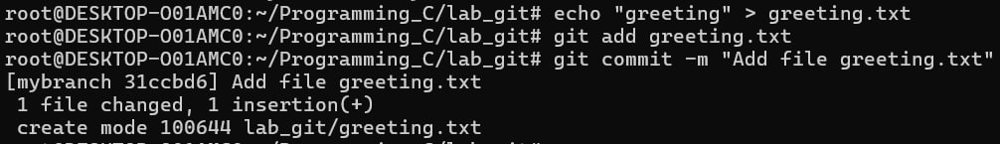 root@DESKTOP-O01AMC0:~/Programming_C/lab_git# echo "greeting" > greeting.txt
root@DESKTOP-O01AMC0:~/Programming_C/lab_git# git add greeting.txt
root@DESKTOP-O01AMC0:~/Programming_C/lab_git# git commit -m "Add file greeting.txt"
[mybranch 31ccbd6] Add file greeting.txt
 1 file changed, 1 insertion(+)
 create mode 100644 lab_git/greeting.txt